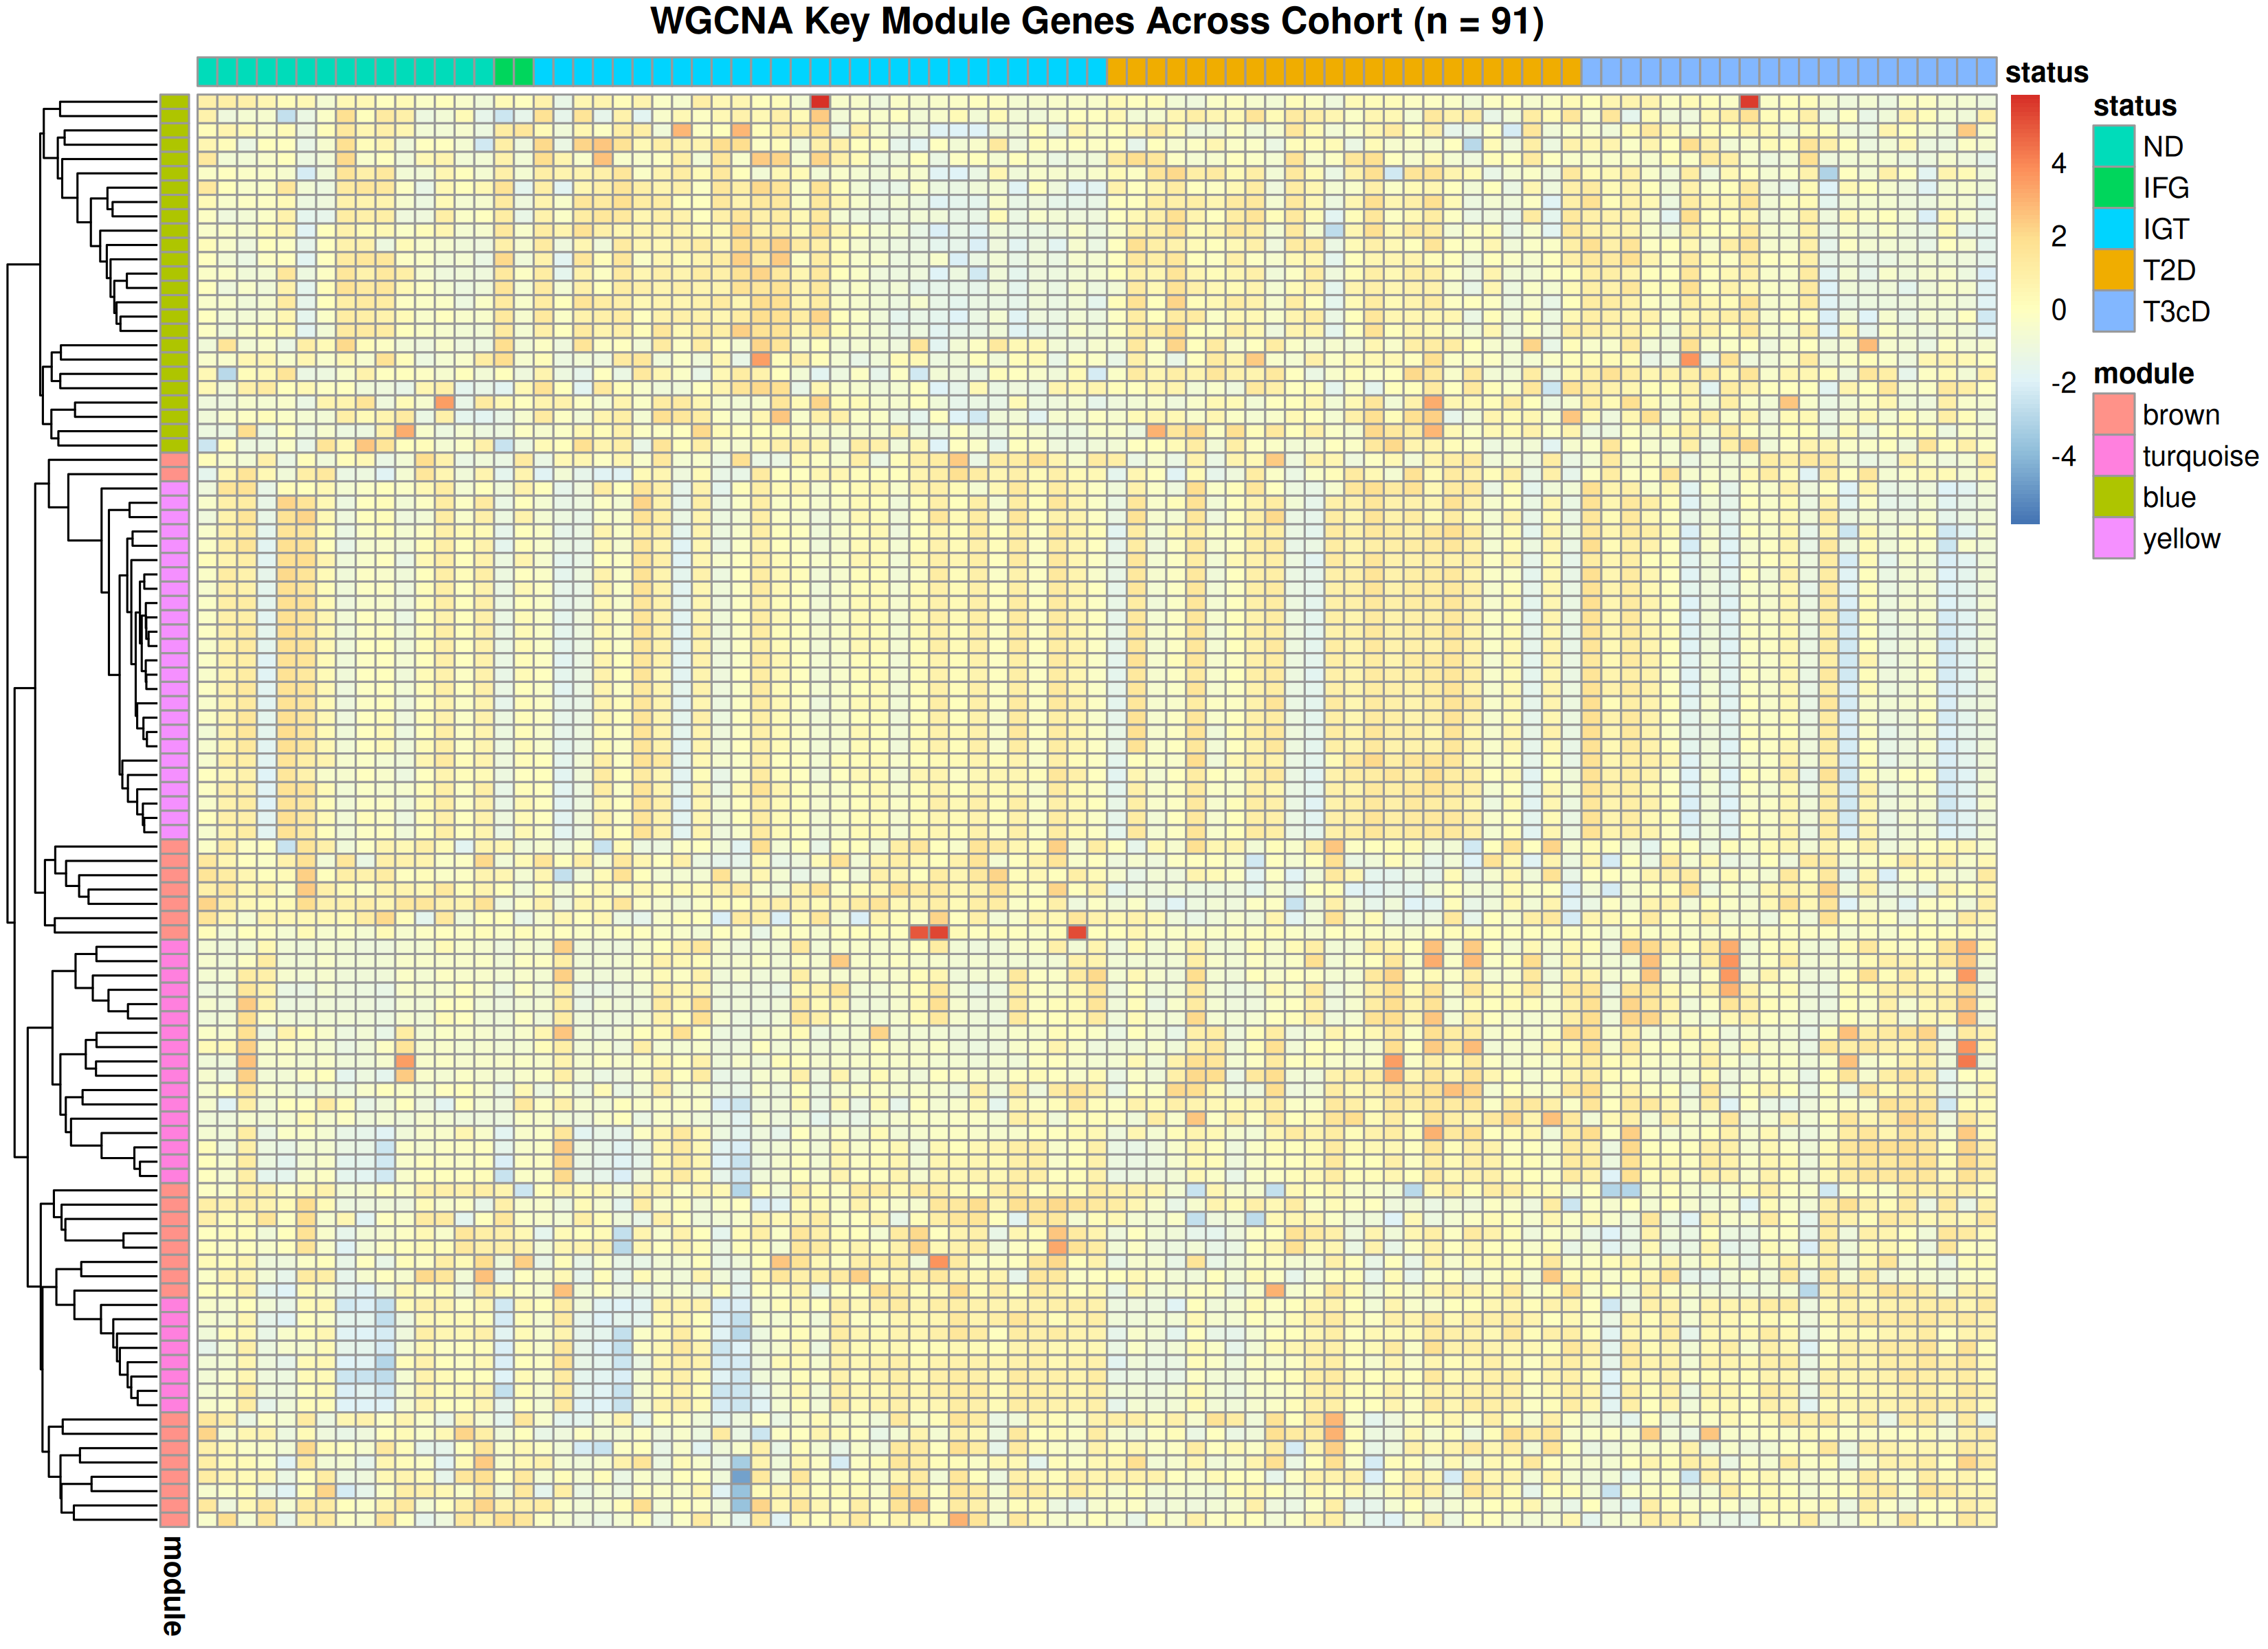 WGCNA Key Module Genes Across Cohort (n = 91)
status
4
2
0
-2
-4
status
ND
IFG
IGT
T2D
T3cD
module
brown
turquoise
blue
yellow
module